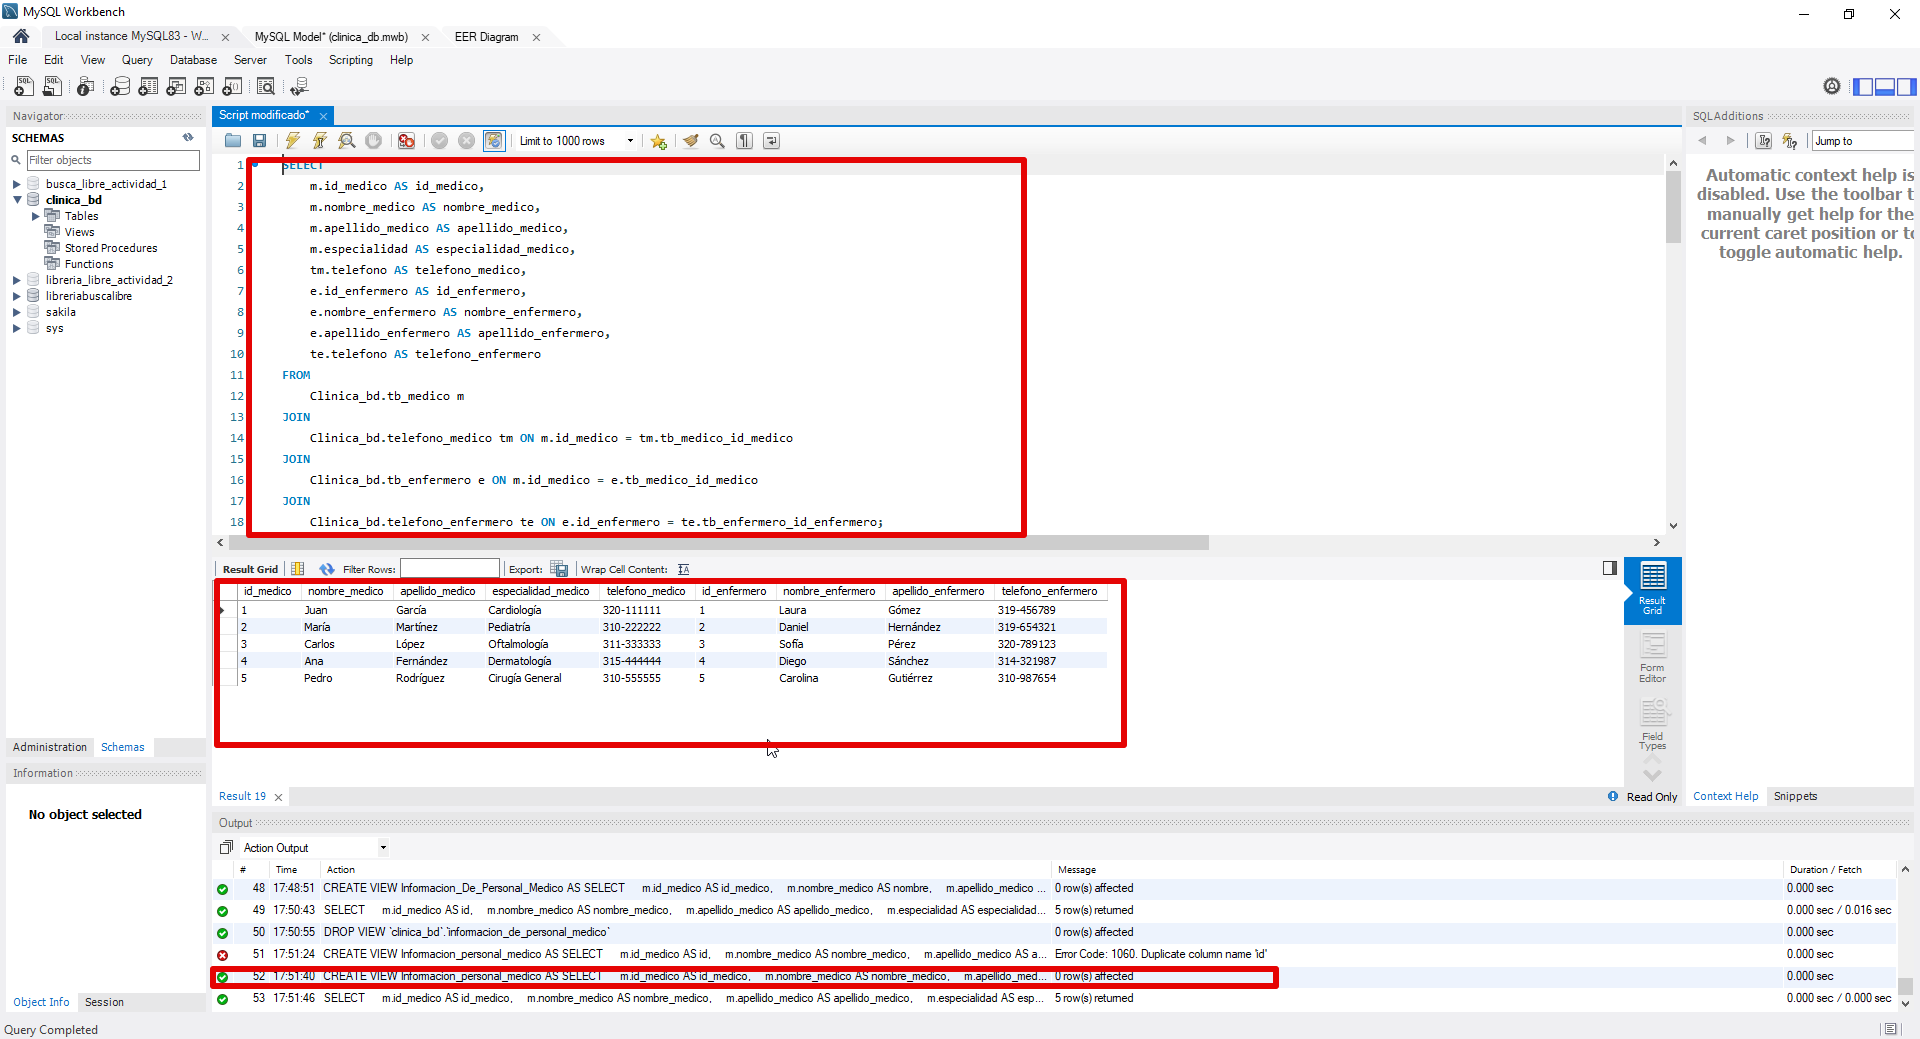 MySQL Workbench
Local instance MySQL83 - W... MySQL Model* (clinica_db.mwb) EER Diagram
File Edit View Query Database Server Tools Scripting Help
Navigator
SCHEMAS
Filter objects
busca_libre_actividad_1
clinica_bd
Tables
Views
Stored Procedures
Functions
libreria_libre_actividad_2
libreriabuscalibre
sakila
sys
Administration Schemas
Information
No object selected
Object Info Session
Script modificado*
Limit to 1000 rows
1 SELECT
2 m.id_medico AS id_medico,
3 m.nombre_medico AS nombre_medico,
4 m.apellido_medico AS apellido_medico,
5 m.especialidad AS especialidad_medico,
6 tm.telefono AS telefono_medico,
7 e.id_enfermero AS id_enfermero,
8 e.nombre_enfermero AS nombre_enfermero,
9 e.apellido_enfermero AS apellido_enfermero,
10 te.telefono AS telefono_enfermero
11 FROM
12 Clinica_bd.tb_medico m
13 JOIN
14 Clinica_bd.telefono_medico tm ON m.id_medico = tm.tb_medico_id_medico
15 JOIN
16 Clinica_bd.tb_enfermero e ON m.id_medico = e.tb_medico_id_medico
17 JOIN
18 Clinica_bd.telefono_enfermero te ON e.id_enfermero = te.tb_enfermero_id_enfermero;
Result Grid Filter Rows: Export: Wrap Cell Content:
id_medico nombre_medico apellido_medico especialidad_medico telefono_medico id_enfermero nombre_enfermero apellido_enfermero telefono_enfermero
1 Juan García Cardiología 320-111111 1 Laura Gómez 319-456789
2 María Martínez Pediatría 310-222222 2 Daniel Hernández 319-654321
3 Carlos López Oftalmología 311-333333 3 Sofía Pérez 320-789123
4 Ana Fernández Dermatología 315-444444 4 Diego Sánchez 314-321987
5 Pedro Rodríguez Cirugía General 310-555555 5 Carolina Gutiérrez 310-987654
Result Grid
Form Editor
Field Types
Result 19 Read Only
SQLAdditions
Jump to
Automatic context help is
disabled. Use the toolbar t
manually get help for the
current caret position or to
toggle automatic help.
Context Help Snippets
Output
Action Output
# Time Action Message Duration / Fetch
48 17:48:51 CREATE VIEW Informacion_De_Personal_Medico AS SELECT m.id_medico AS id_medico, m.nombre_medico AS nombre, m.apellido_medico ... 0 row(s) affected 0.000 sec
49 17:50:43 SELECT m.id_medico AS id, m.nombre_medico AS nombre_medico, m.apellido_medico AS apellido_medico, m.especialidad AS especialidad... 5 row(s) returned 0.000 sec / 0.016 sec
50 17:50:55 DROP VIEW `clinica_bd`.`informacion_de_personal_medico` 0 row(s) affected 0.000 sec
51 17:51:24 CREATE VIEW Informacion_personal_medico AS SELECT m.id_medico AS id, m.nombre_medico AS nombre_medico, m.apellido_medico AS a... Error Code: 1060. Duplicate column name 'id' 0.000 sec
52 17:51:40 CREATE VIEW Informacion_personal_medico AS SELECT m.id_medico AS id_medico, m.nombre_medico AS nombre_medico, m.apellido_med... 0 row(s) affected 0.000 sec
53 17:51:46 SELECT m.id_medico AS id_medico, m.nombre_medico AS nombre_medico, m.apellido_medico AS apellido_medico, m.especialidad AS esp... 5 row(s) returned 0.000 sec / 0.000 sec
Query Completed